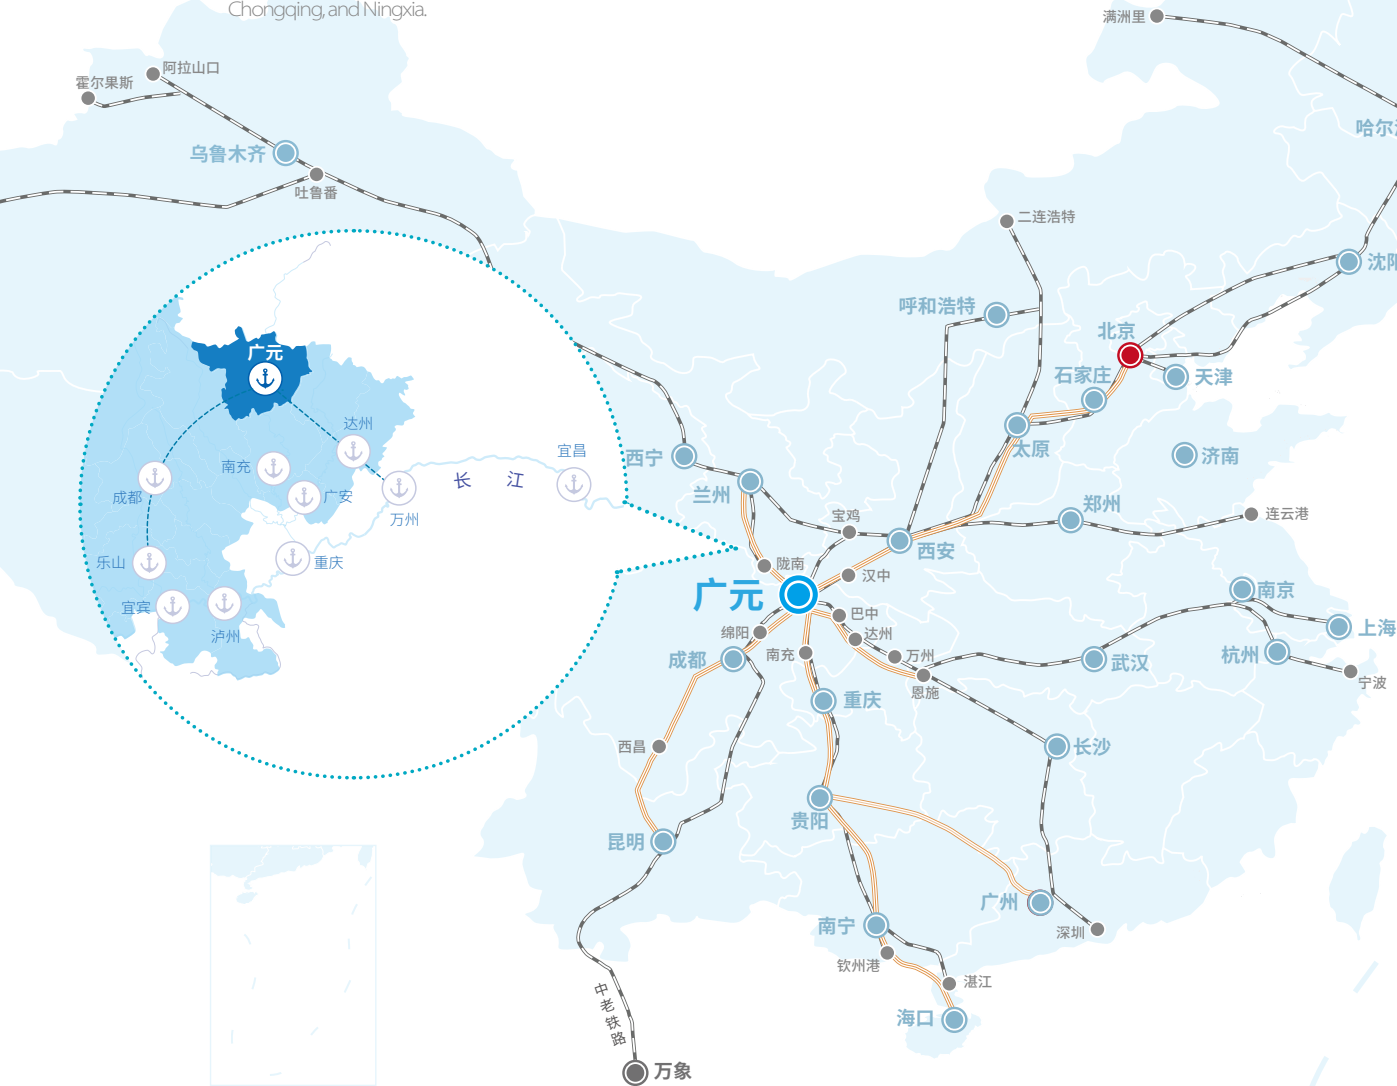 Chongqing, and Ningxia.
满洲里
阿拉山口
霍尔果斯
哈尔
乌鲁木齐
吐鲁番
二连浩特
沈阳
呼和浩特
北京
石家庄
天津
广元
达州
太原
宜昌
西宁
济南
南充
长 江
兰州
成都
广安
郑州
万州
宝鸡
连云港
西安
乐山
重庆
陇南
汉中
广元
南京
宜宾
巴中
上海
泸州
绵阳
达州
南充
万州
杭州
成都
武汉
恩施
宁波
重庆
西昌
长沙
贵阳
昆明
广州
南宁
深圳
钦州港
湛江
中老铁路
海口
万象